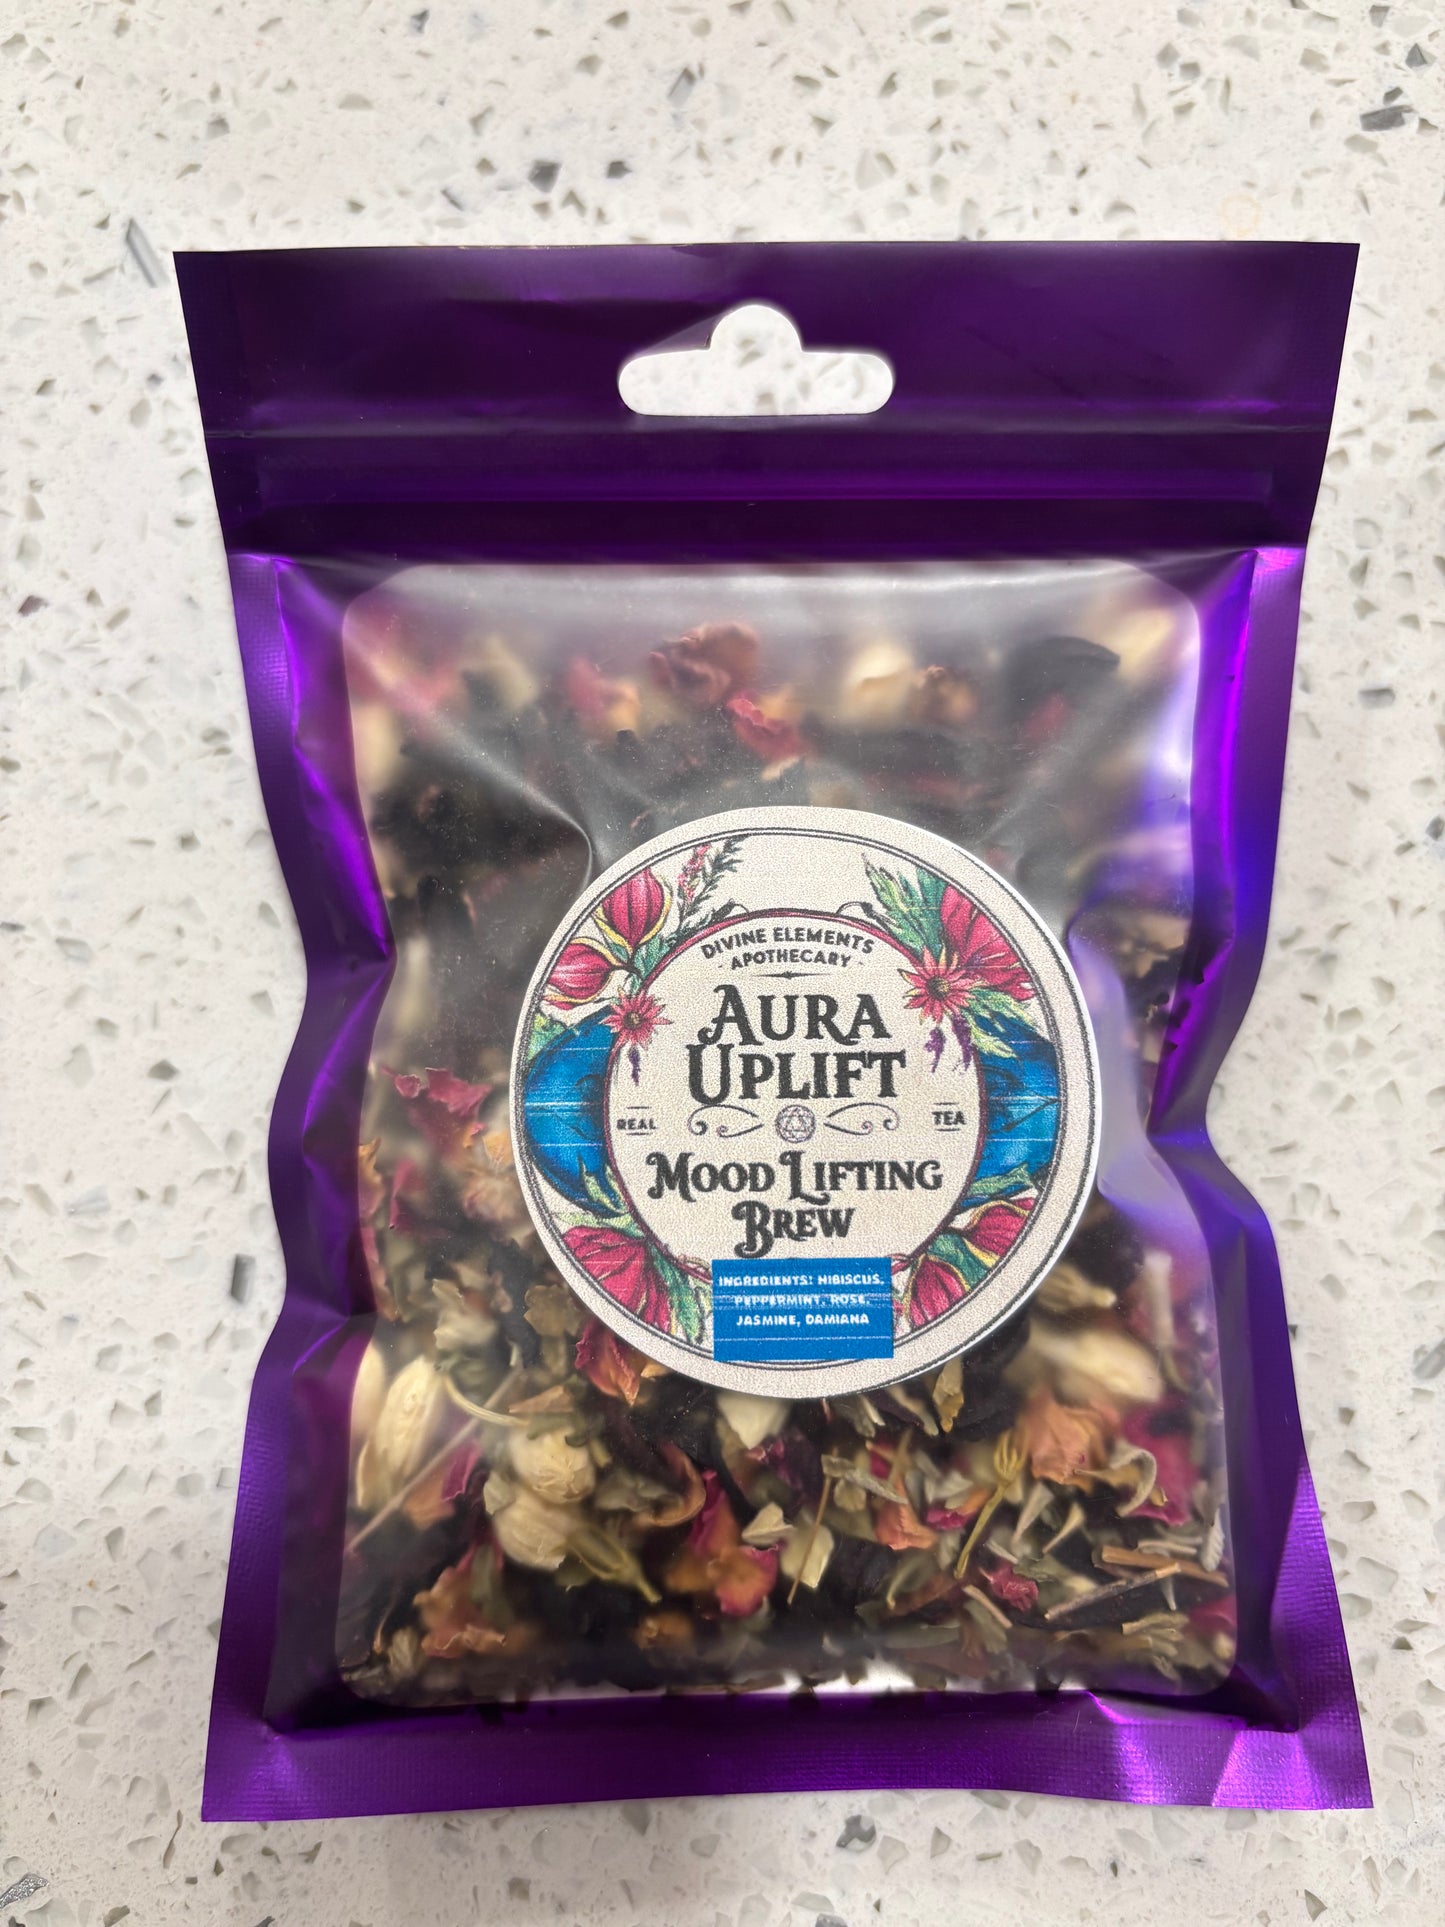 DIVINE ELEMENTS
- APOTHECARY -
AURA
UPLIFT
REAL
TEA
MOOD LIFTING
BREW
INGREDIENTS: HIBISCUS,
PEPPERMINT, ROSE,
JASMINE, DAMIANA